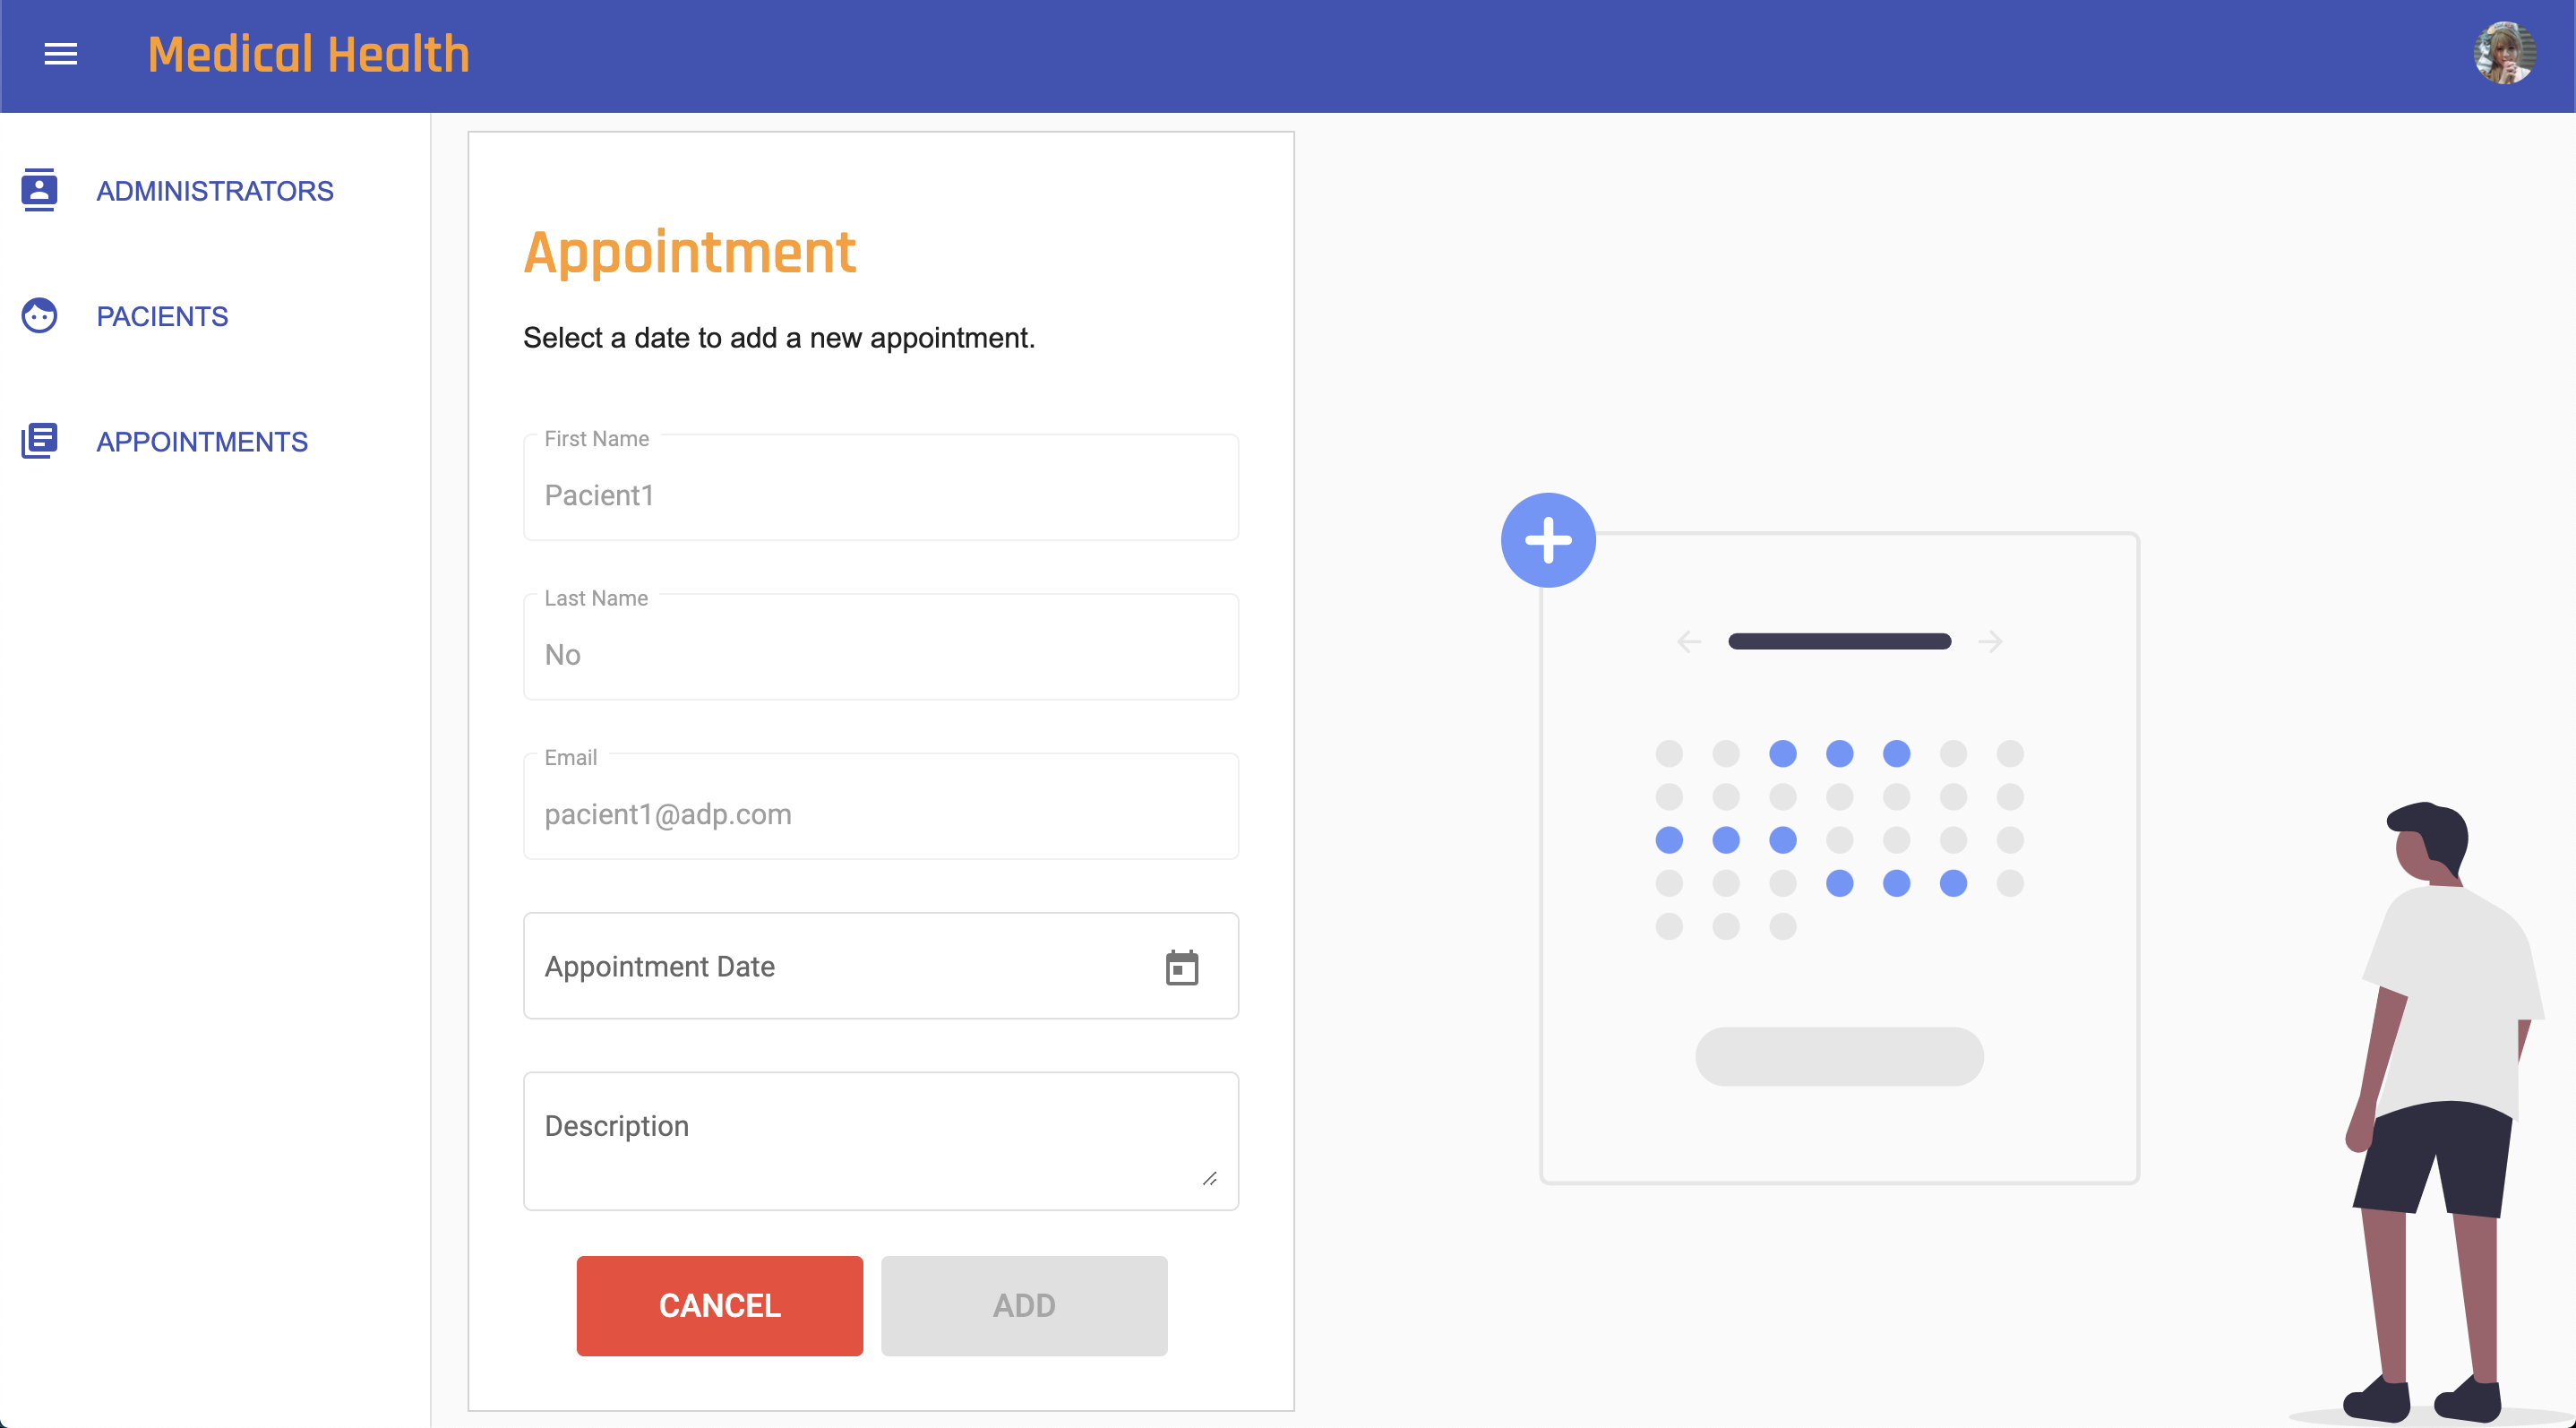 Medical Health
ADMINISTRATORS
PACIENTS
APPOINTMENTS
Appointment
Select a date to add a new appointment.
First Name
Pacient1
Last Name
No
Email
pacient1@adp.com
Appointment Date
Description
CANCEL
ADD